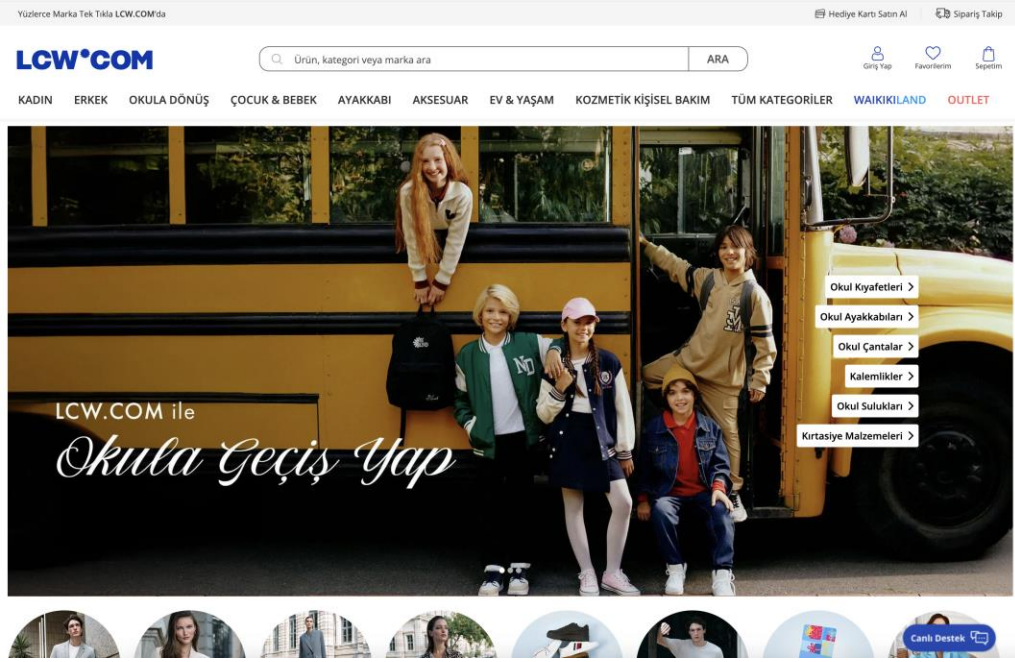 Yüzlerce Marka Tek Tıkla LCW.COM'da
Hediye Kartı Satın Al
Sipariş Takip
LCW•COM
Ürün, kategori veya marka ara
ARA
Giriş Yap
Favorilerim
Sepetim
KADIN ERKEK OKULA DÖNÜŞ ÇOCUK & BEBEK AYAKKABI AKSESUAR EV & YAŞAM KOZMETİK KİŞİSEL BAKIM TÜM KATEGORİLER WAIKIKILAND OUTLET
Okul Kıyafetleri
Okul Ayakkabıları
Okul Çantalar
Kalemlikler
Okul Sulukları
Kırtasiye Malzemeleri
LCW.COM ile
Okula Geçiş Yap
ND
Canlı Destek